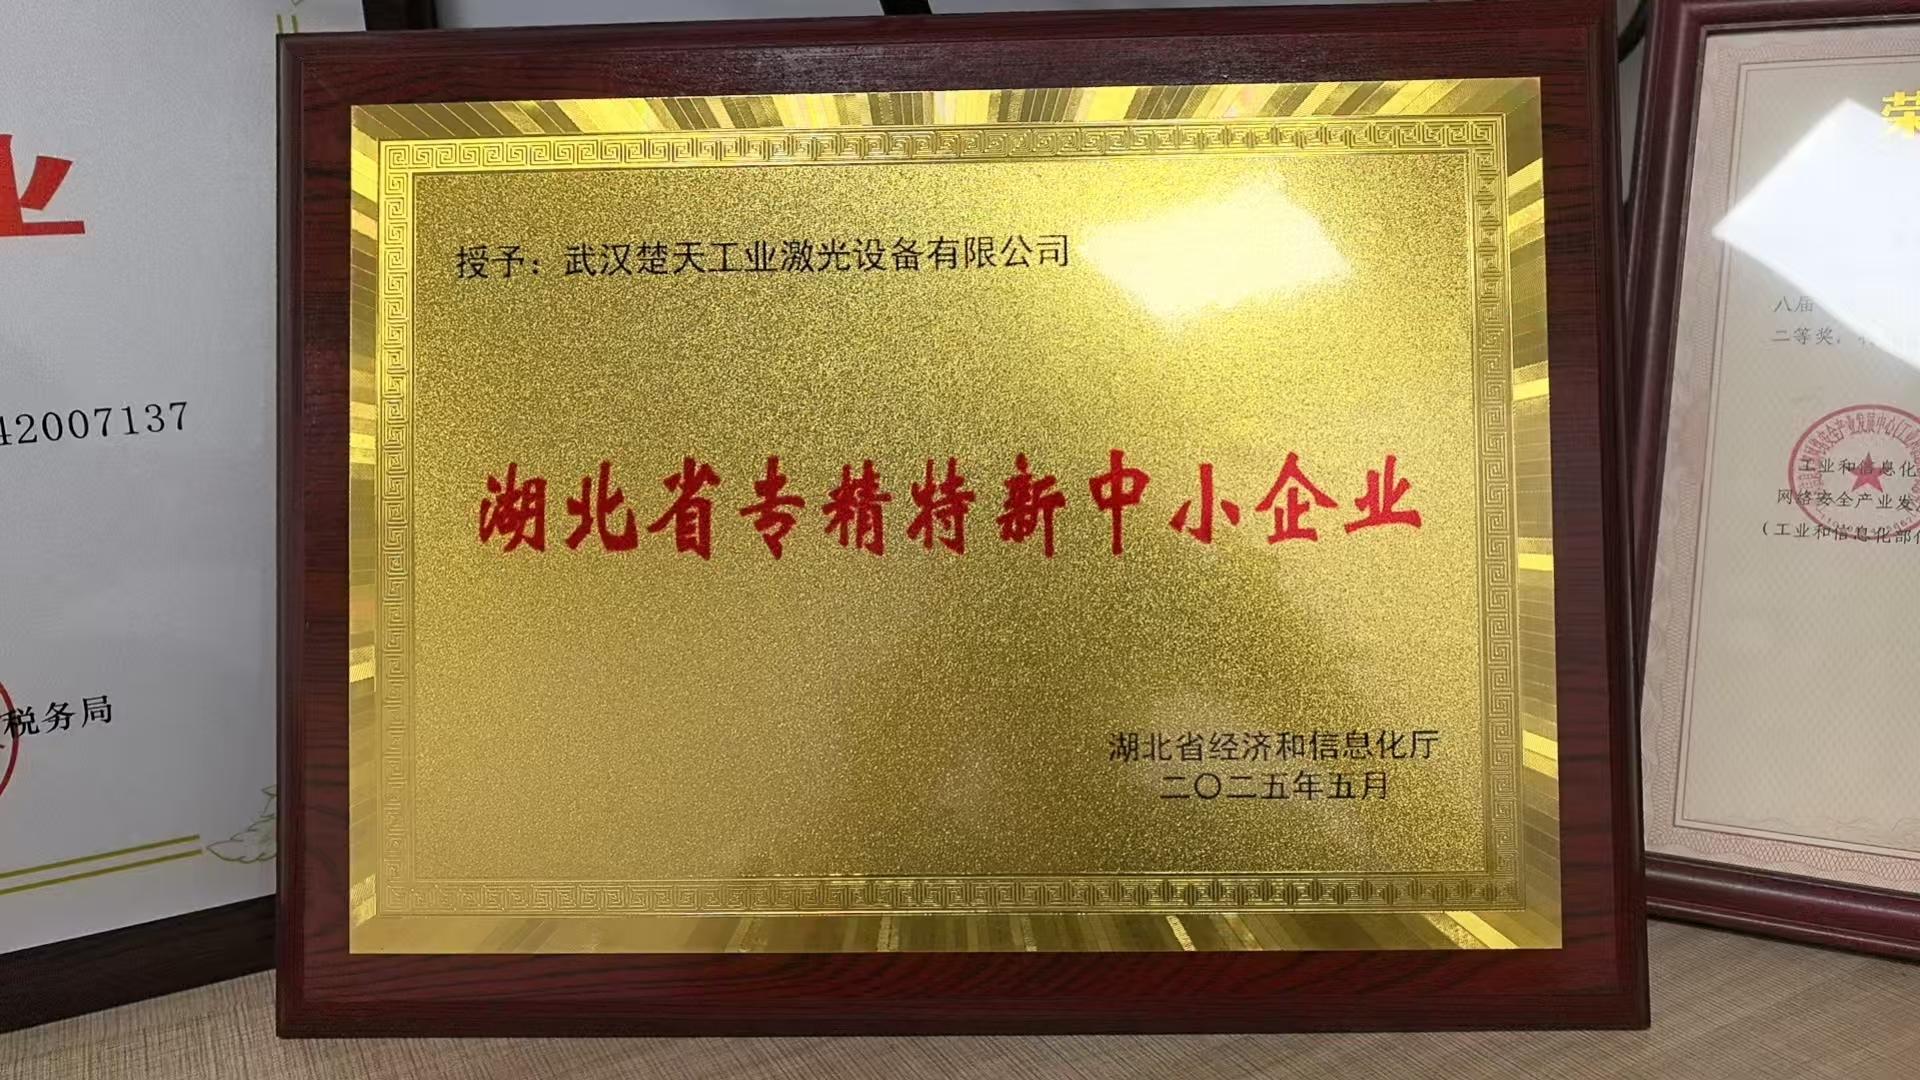 业
42007137
税务局
授予：武汉楚天工业激光设备有限公司
湖北省专精特新中小企业
湖北省经济和信息化厅
二〇二五年五月
荣
八届
二等奖，
工业和信息化
网络安全产业发
（工业和信息化部